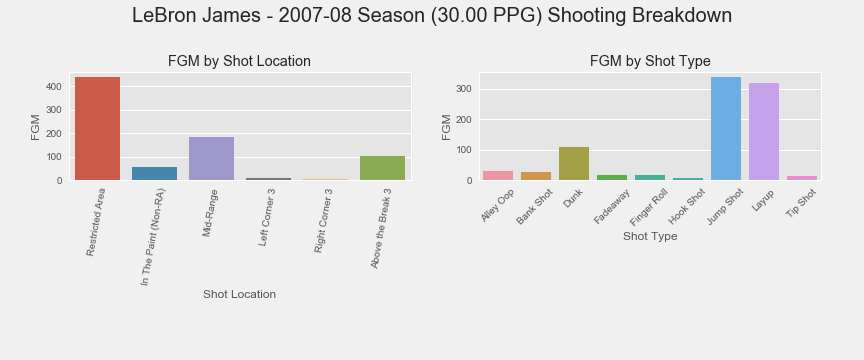 LeBron James - 2007-08 Season (30.00 PPG) Shooting Breakdown
FGM by Shot Location
FGM
400
300
200
100
0
Restricted Area
In The Paint (Non-RA)
Mid-Range
Left Corner 3
Right Corner 3
Above the Break 3
Shot Location
FGM by Shot Type
FGM
300
200
100
0
Alley Oop
Bank Shot
Dunk
Fadeaway
Finger Roll
Hook Shot
Jump Shot
Layup
Tip Shot
Shot Type